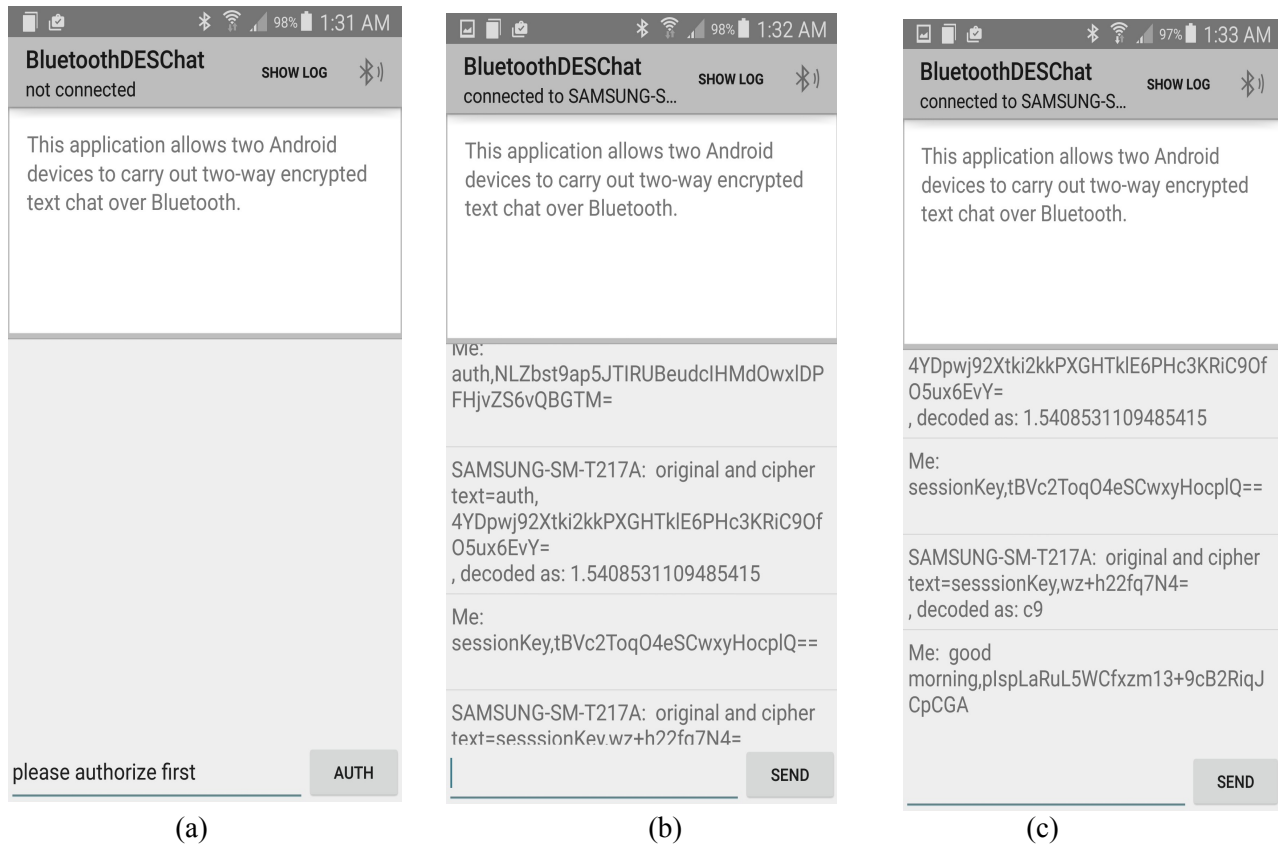 98% 1:31 AM
BluetoothDESChat
not connected
SHOW LOG
This application allows two Android
devices to carry out two-way encrypted
text chat over Bluetooth.
please authorize first
AUTH
(a)
98% 1:32 AM
BluetoothDESChat
connected to SAMSUNG-S...
SHOW LOG
This application allows two Android
devices to carry out two-way encrypted
text chat over Bluetooth.
Me:
auth,NLZbst9ap5JTIRUBeudcIHMdOwxlDP
FHjvZS6vQBGTM=
SAMSUNG-SM-T217A:  original and cipher
text=auth,
4YDpwj92Xtki2kkPXGHTklE6PHc3KRiC9Of
O5ux6EvY=
, decoded as: 1.5408531109485415
Me:
sessionKey,tBVc2ToqO4eSCwxyHocplQ==
SAMSUNG-SM-T217A:  original and cipher
text=sesssionKey,wz+h22fq7N4=
SEND
(b)
97% 1:33 AM
BluetoothDESChat
connected to SAMSUNG-S...
SHOW LOG
This application allows two Android
devices to carry out two-way encrypted
text chat over Bluetooth.
4YDpwj92Xtki2kkPXGHTklE6PHc3KRiC9Of
O5ux6EvY=
, decoded as: 1.5408531109485415
Me:
sessionKey,tBVc2ToqO4eSCwxyHocplQ==
SAMSUNG-SM-T217A:  original and cipher
text=sesssionKey,wz+h22fq7N4=
, decoded as: c9
Me:  good
morning,pIspLaRuL5WCfxzm13+9cB2RiqJ
CpCGA
SEND
(c)